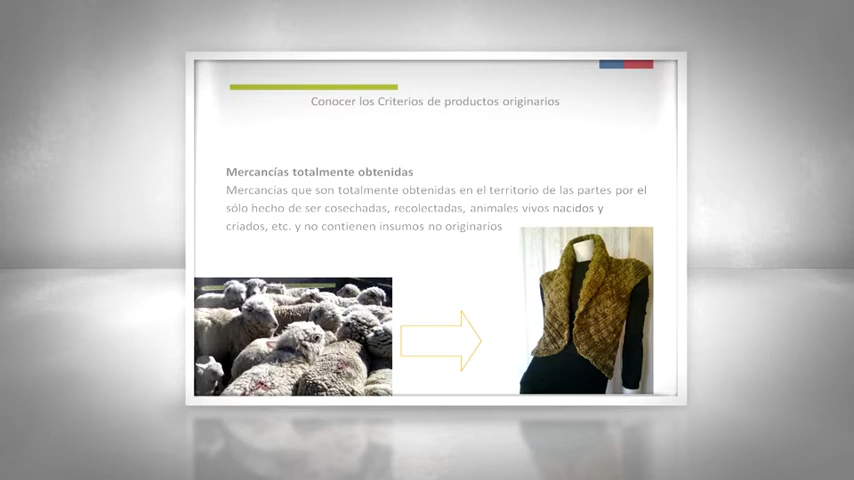 Conocer los Criterios de productos originarios
Mercancías totalmente obtenidas
Mercancías que son totalmente obtenidas en el territorio de las partes por el
sólo hecho de ser cosechadas, recolectadas, animales vivos nacidos y
criados, etc. y no contienen insumos no originarios